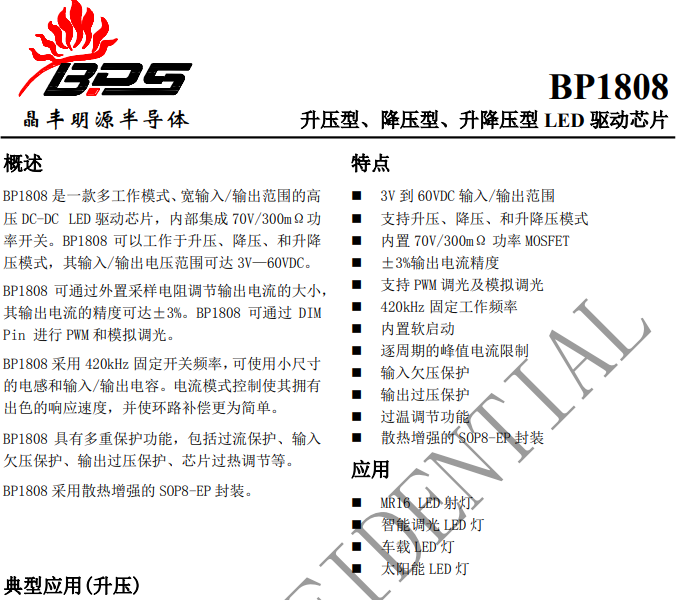 BPS
晶丰明源半导体
BP1808
升压型、降压型、升降压型 LED 驱动芯片
概述
BP1808 是一款多工作模式、宽输入/输出范围的高
压 DC-DC LED 驱动芯片，内部集成 70V/300mΩ 功
率开关。BP1808 可以工作于升压、降压、和升降
压模式，其输入/输出电压范围可达 3V—60VDC。
BP1808 可通过外置采样电阻调节输出电流的大小，
其输出电流的精度可达±3%。BP1808 可通过 DIM
Pin 进行 PWM 和模拟调光。
BP1808 采用 420kHz 固定开关频率，可使用小尺寸
的电感和输入/输出电容。电流模式控制使其拥有
出色的响应速度，并使环路补偿更为简单。
BP1808 具有多重保护功能，包括过流保护、输入
欠压保护、输出过压保护、芯片过热调节等。
BP1808 采用散热增强的 SOP8-EP 封装。
典型应用(升压)
特点
■ 3V 到 60VDC 输入/输出范围
■ 支持升压、降压、和升降压模式
■ 内置 70V/300mΩ 功率 MOSFET
■ ±3%输出电流精度
■ 支持 PWM 调光及模拟调光
■ 420kHz 固定工作频率
■ 内置软启动
■ 逐周期的峰值电流限制
■ 输入欠压保护
■ 输出过压保护
■ 过温调节功能
■ 散热增强的 SOP8-EP 封装
应用
■ MR16 LED 射灯
■ 智能调光 LED 灯
■ 车载 LED 灯
■ 太阳能 LED 灯
FIDENTIAL